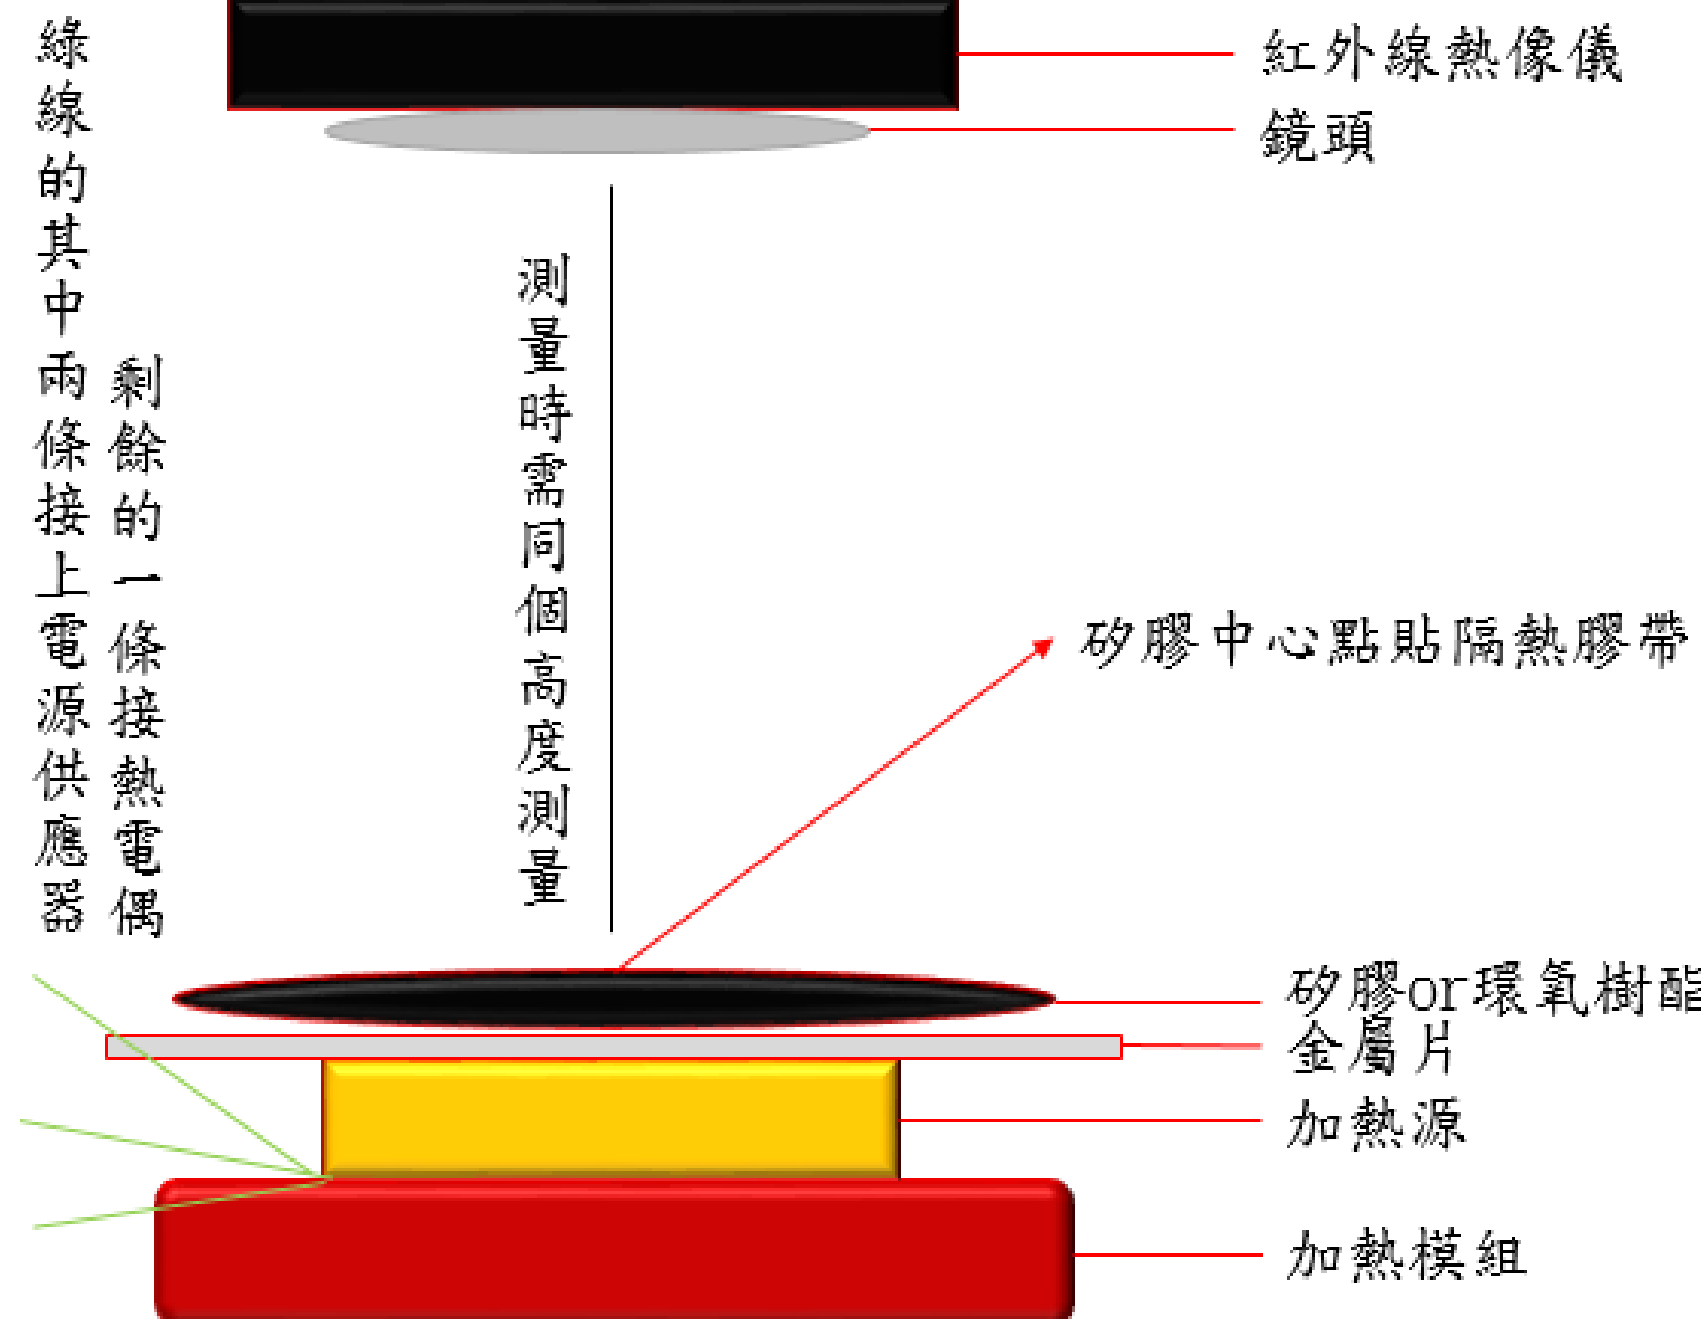 綠線的其中兩條接上電源供應器
剩餘的一條接熱電偶
測量時需同個高度測量
紅外線熱像儀
鏡頭
矽膠中心點貼隔熱膠帶
矽膠or環氧樹酯
金屬片
加熱源
加熱模组